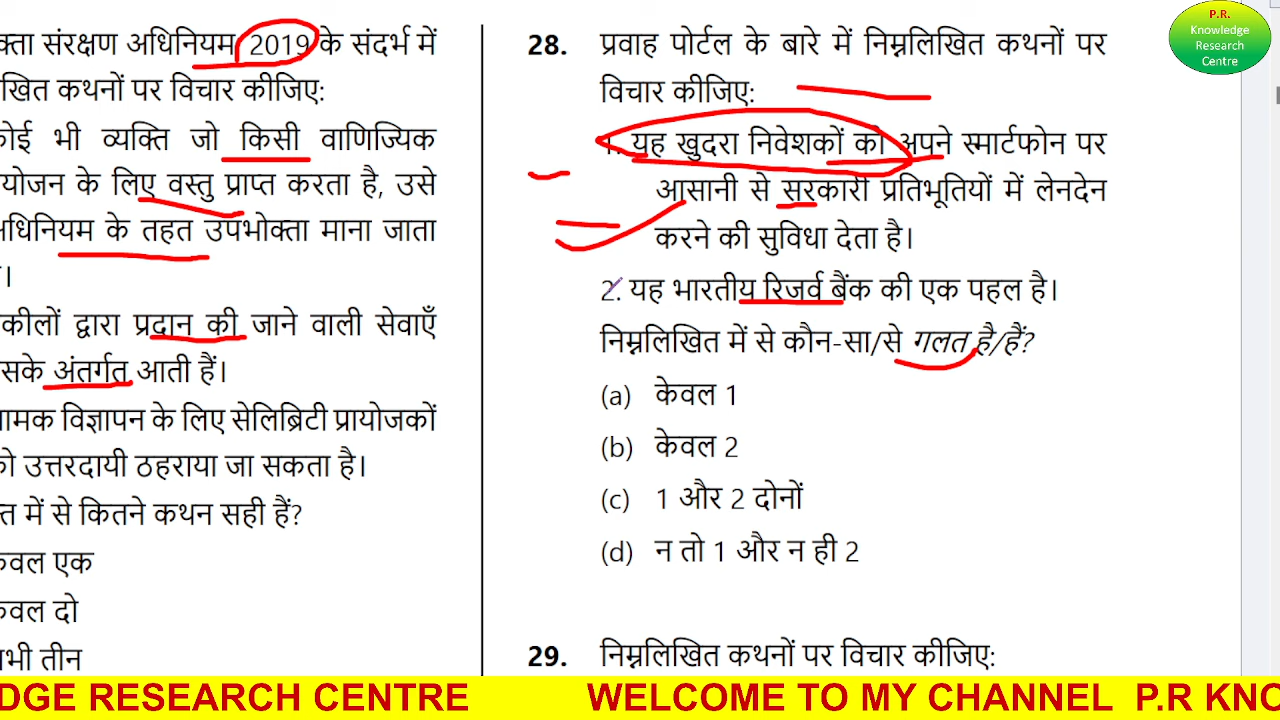 क्ता संरक्षण अधिनियम 2019 के संदर्भ में
खित कथनों पर विचार कीजिए:
कोई भी व्यक्ति जो किसी वाणिज्यिक
योजन के लिए वस्तु प्राप्त करता है, उसे
अधिनियम के तहत उपभोक्ता माना जाता
।
कीलों द्वारा प्रदान की जाने वाली सेवाएँ
सके अंतर्गत आती हैं।
ामक विज्ञापन के लिए सेलिब्रिटी प्रायोजकों
को उत्तरदायी ठहराया जा सकता है।
त में से कितने कथन सही हैं?
केवल एक
केवल दो
भी तीन
28. प्रवाह पोर्टल के बारे में निम्नलिखित कथनों पर
विचार कीजिए:
1. यह खुदरा निवेशकों को अपने स्मार्टफोन पर
आसानी से सरकारी प्रतिभूतियों में लेनदेन
करने की सुविधा देता है।
2. यह भारतीय रिजर्व बैंक की एक पहल है।
निम्नलिखित में से कौन-सा/से गलत है/हैं?
(a) केवल 1
(b) केवल 2
(c) 1 और 2 दोनों
(d) न तो 1 और न ही 2
29. निम्नलिखित कथनों पर विचार कीजिए:
P.R.
Knowledge
Research
Centre
EDGE RESEARCH CENTRE WELCOME TO MY CHANNEL P.R KNO